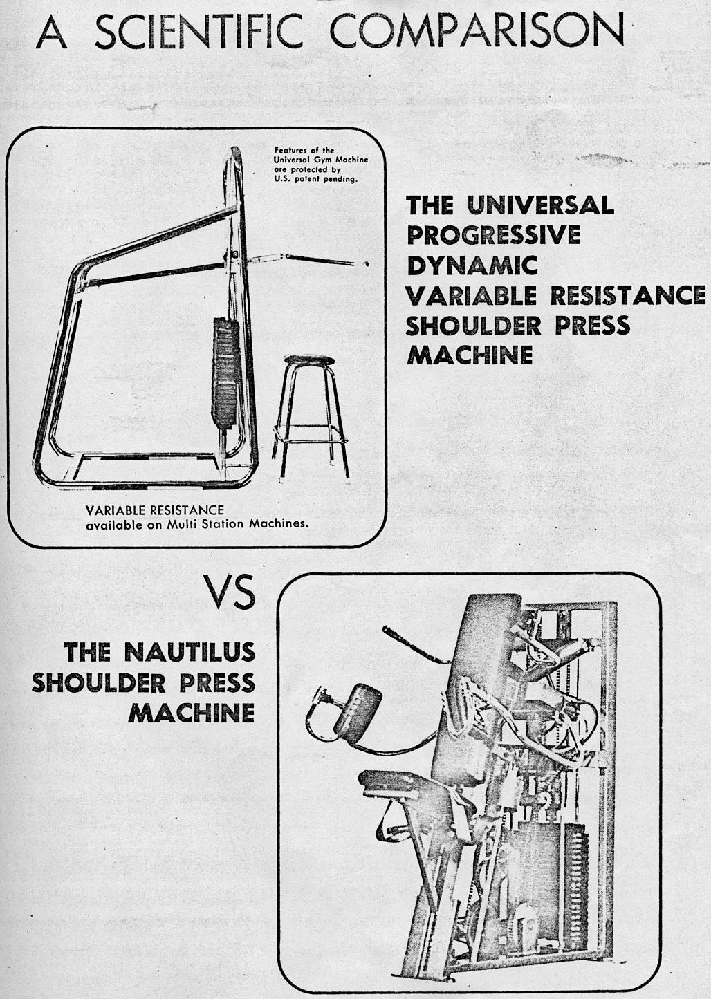 A SCIENTIFIC COMPARISON
Features of the
Universal Gym Machine
are protected by
U.S. patent pending.
THE UNIVERSAL
PROGRESSIVE
DYNAMIC
VARIABLE RESISTANCE
SHOULDER PRESS
MACHINE
VARIABLE RESISTANCE
available on Multi Station Machines.
VS
THE NAUTILUS
SHOULDER PRESS
MACHINE